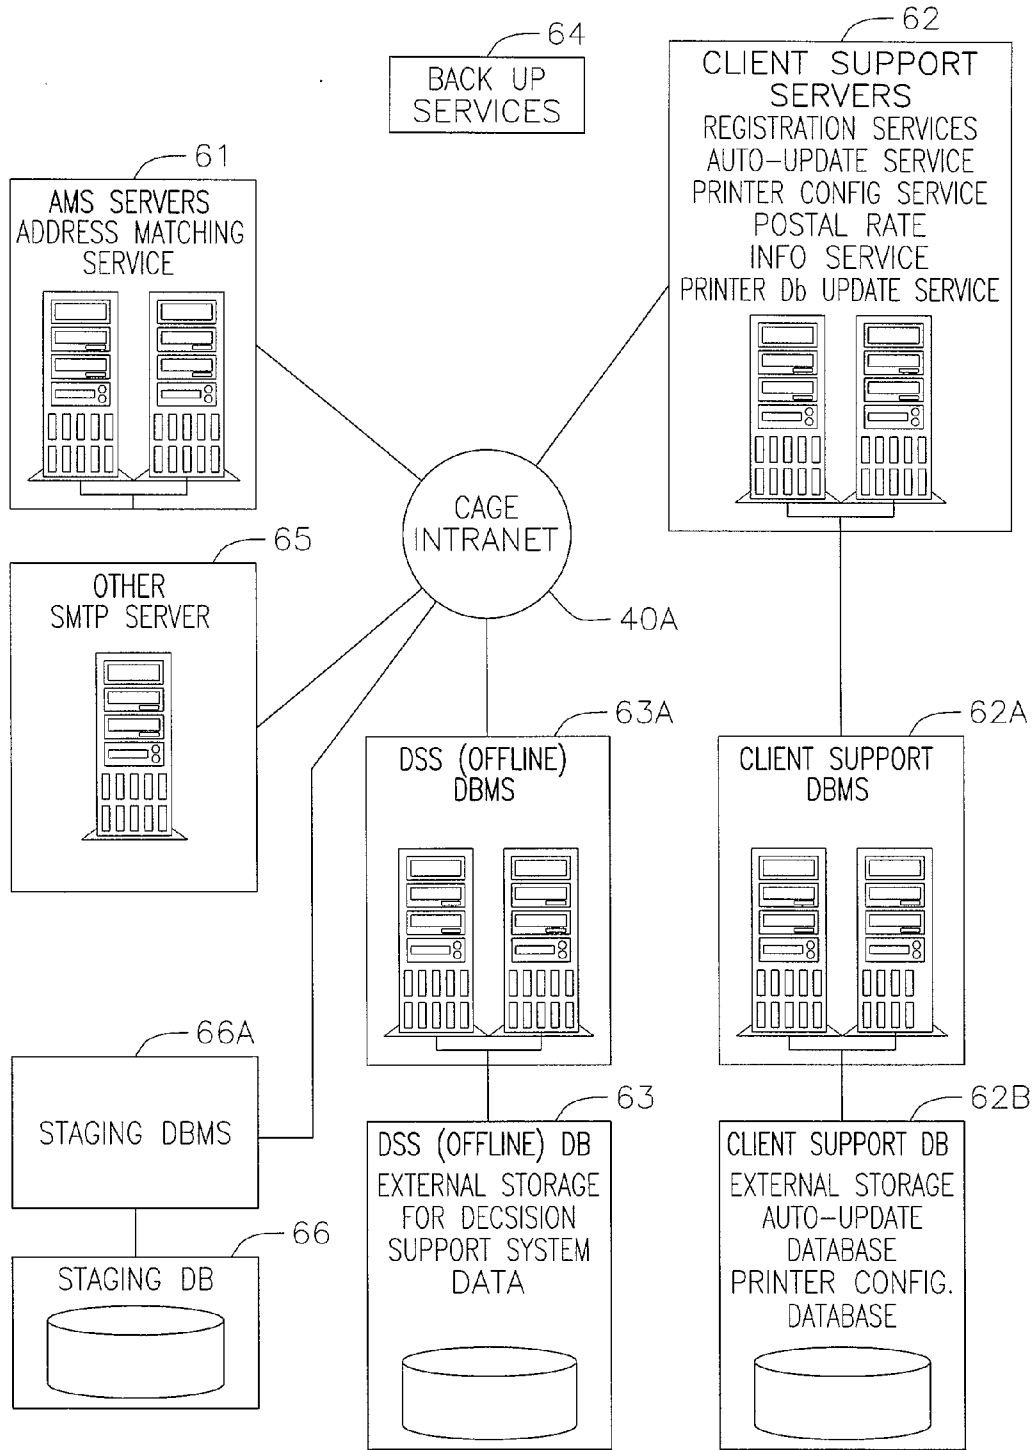 64
BACK UP
SERVICES
62
CLIENT SUPPORT
SERVERS
REGISTRATION SERVICES
AUTO-UPDATE SERVICE
PRINTER CONFIG SERVICE
POSTAL RATE
INFO SERVICE
PRINTER Db UPDATE SERVICE
61
AMS SERVERS
ADDRESS MATCHING
SERVICE
CAGE
INTRANET
40A
65
OTHER
SMTP SERVER
63A
DSS (OFFLINE)
DBMS
62A
CLIENT SUPPORT
DBMS
66A
STAGING DBMS
66
STAGING DB
63
DSS (OFFLINE) DB
EXTERNAL STORAGE
FOR DECSISION
SUPPORT SYSTEM
DATA
62B
CLIENT SUPPORT DB
EXTERNAL STORAGE
AUTO-UPDATE
DATABASE
PRINTER CONFIG.
DATABASE